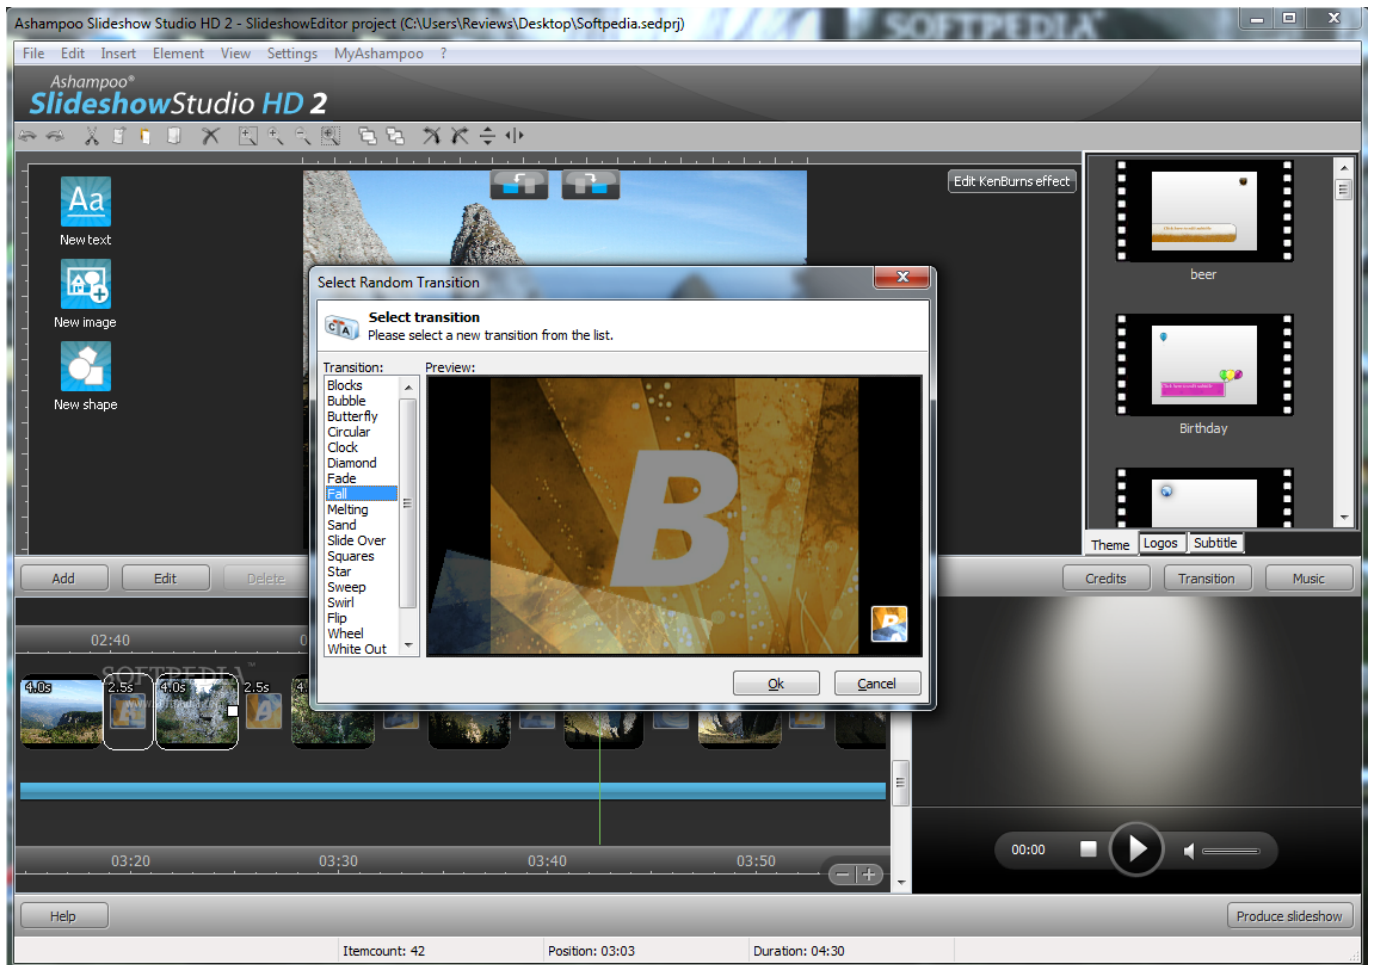 Ashampoo Slideshow Studio HD 2 - SlideshowEditor project (C:\Users\Reviews\Desktop\Softpedia.sedprj)
SOFTPEDIA
File Edit Insert Element View Settings MyAshampoo ?
Ashampoo®
SlideshowStudio HD 2
Aa
New text
New image
New shape
Edit KenBurns effect
beer
Birthday
Theme Logos Subtitle
Select Random Transition
CTA
Select transition
Please select a new transition from the list.
Transition: Preview:
Blocks
Bubble
Butterfly
Circular
Clock
Diamond
Fade
Fall
Melting
Sand
Slide Over
Squares
Star
Sweep
Swirl
Flip
Wheel
White Out
B
Ok Cancel
Add Edit Delete
Credits Transition Music
02:40
SOFTPEDIA™
4.0s 2.5s 4.0s 2.5s 4.
03:20 03:30 03:40 03:50
00:00
Help
Produce slideshow
Itemcount: 42 Position: 03:03 Duration: 04:30